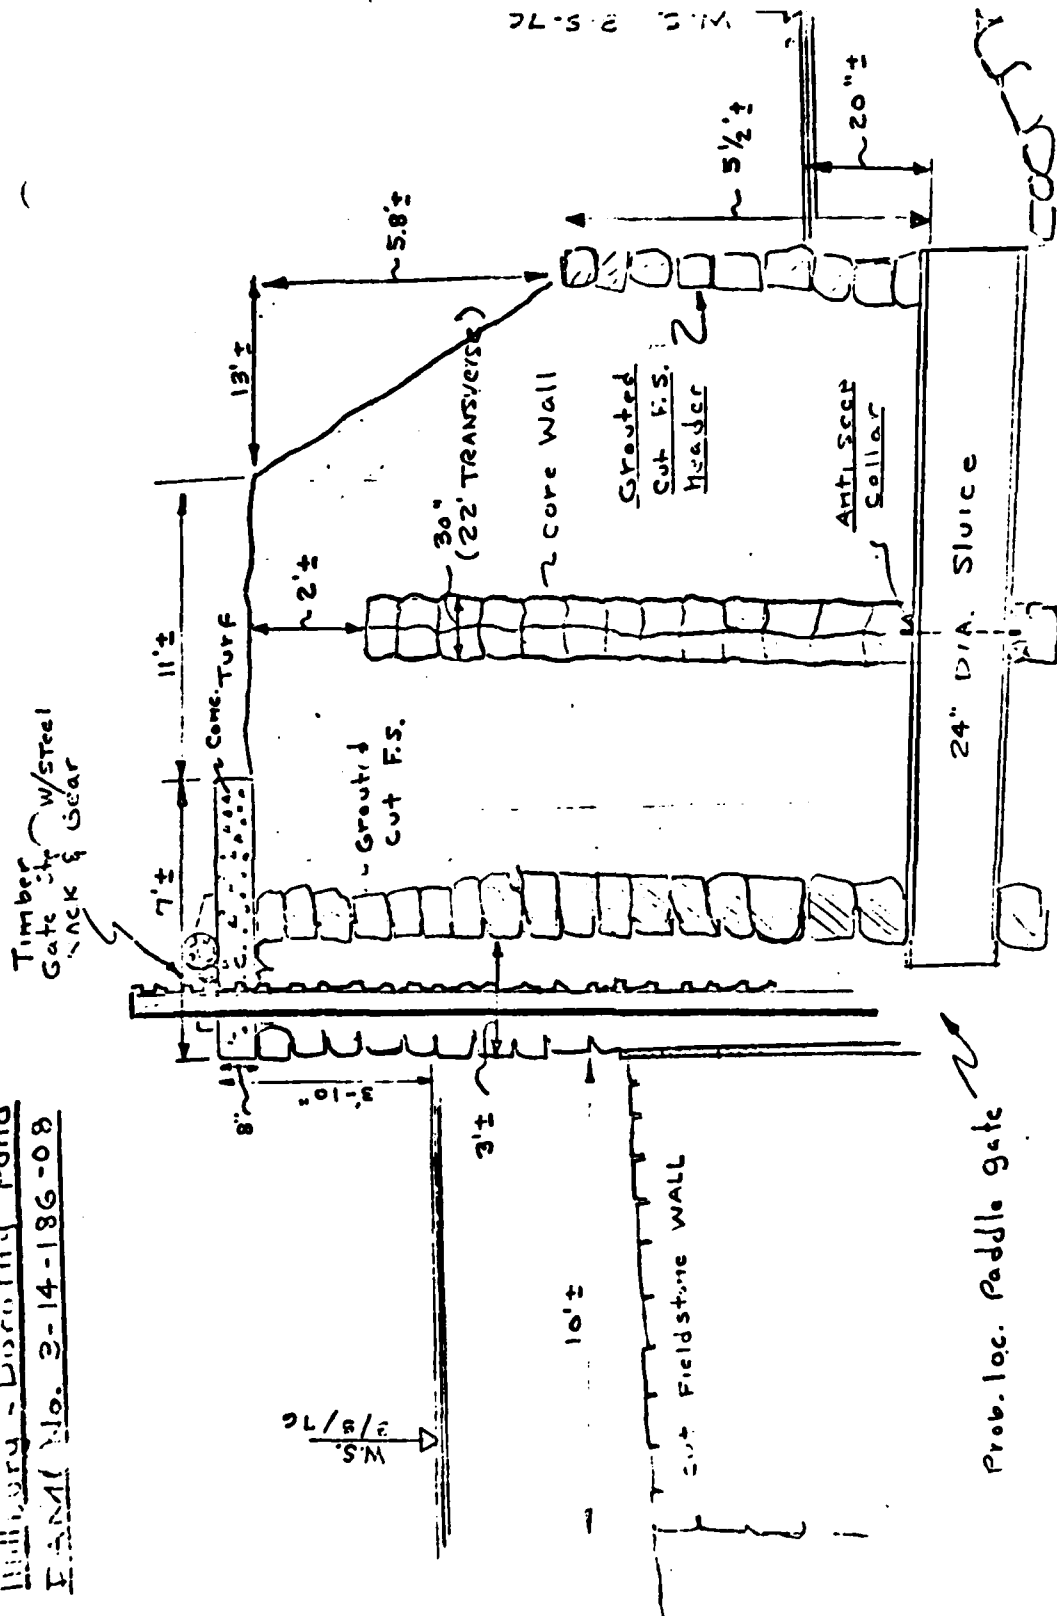 Dam No. 3-14-186-08
Timber
Gate w/steel
& Gear
7'±
11'±
13'±
~5.8'±
Conc.
Turf
~2'±
30"
(22' TRANSVERSE)
core Wall
Grouted
Cut F.S.
Grouted
Cut F.S.
Header
~5½'±
~20"±
W.S. 3-5-76
Anti seep
Collar
24" DIA. Sluice
~8"
3'-10"
3'±
10'±
W.S.
3/5/76
Cut Fieldstone WALL
Prob. loc. Paddle gate